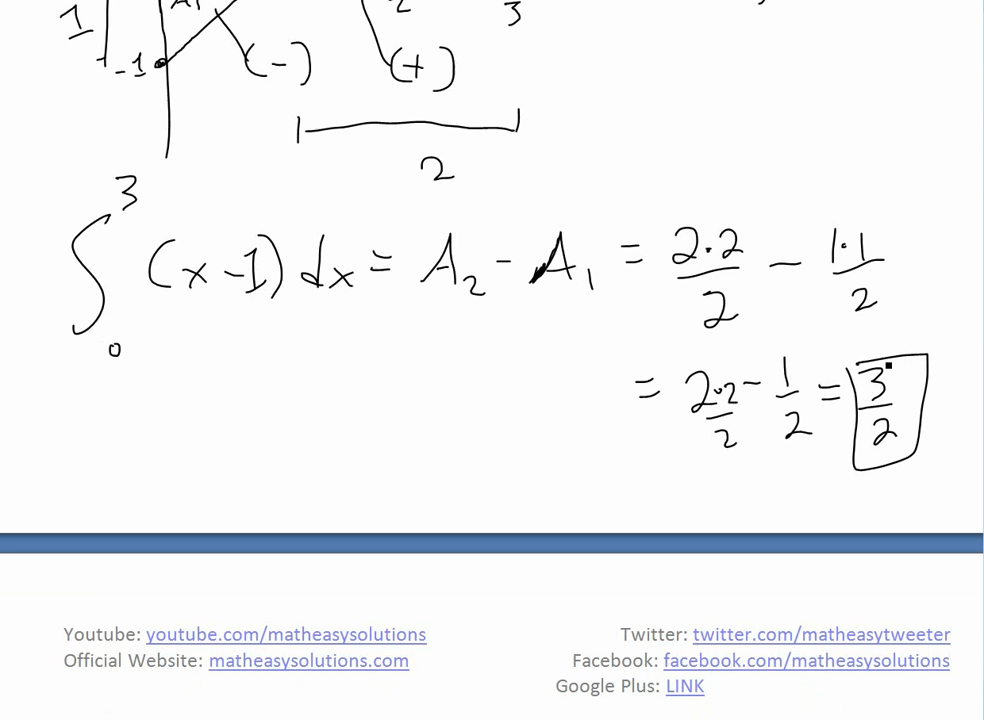 1 A1 2 3
-1 (-) (+)
2
∫₀³ (x-1) dx = A₂ - A₁ = 2·2/2 - 1·1/2
= 2·2/2 - 1/2 = 3/2
Youtube: youtube.com/matheasysolutions Twitter: twitter.com/matheasytweeter
Official Website: matheasysolutions.com Facebook: facebook.com/matheasysolutions
Google Plus: LINK